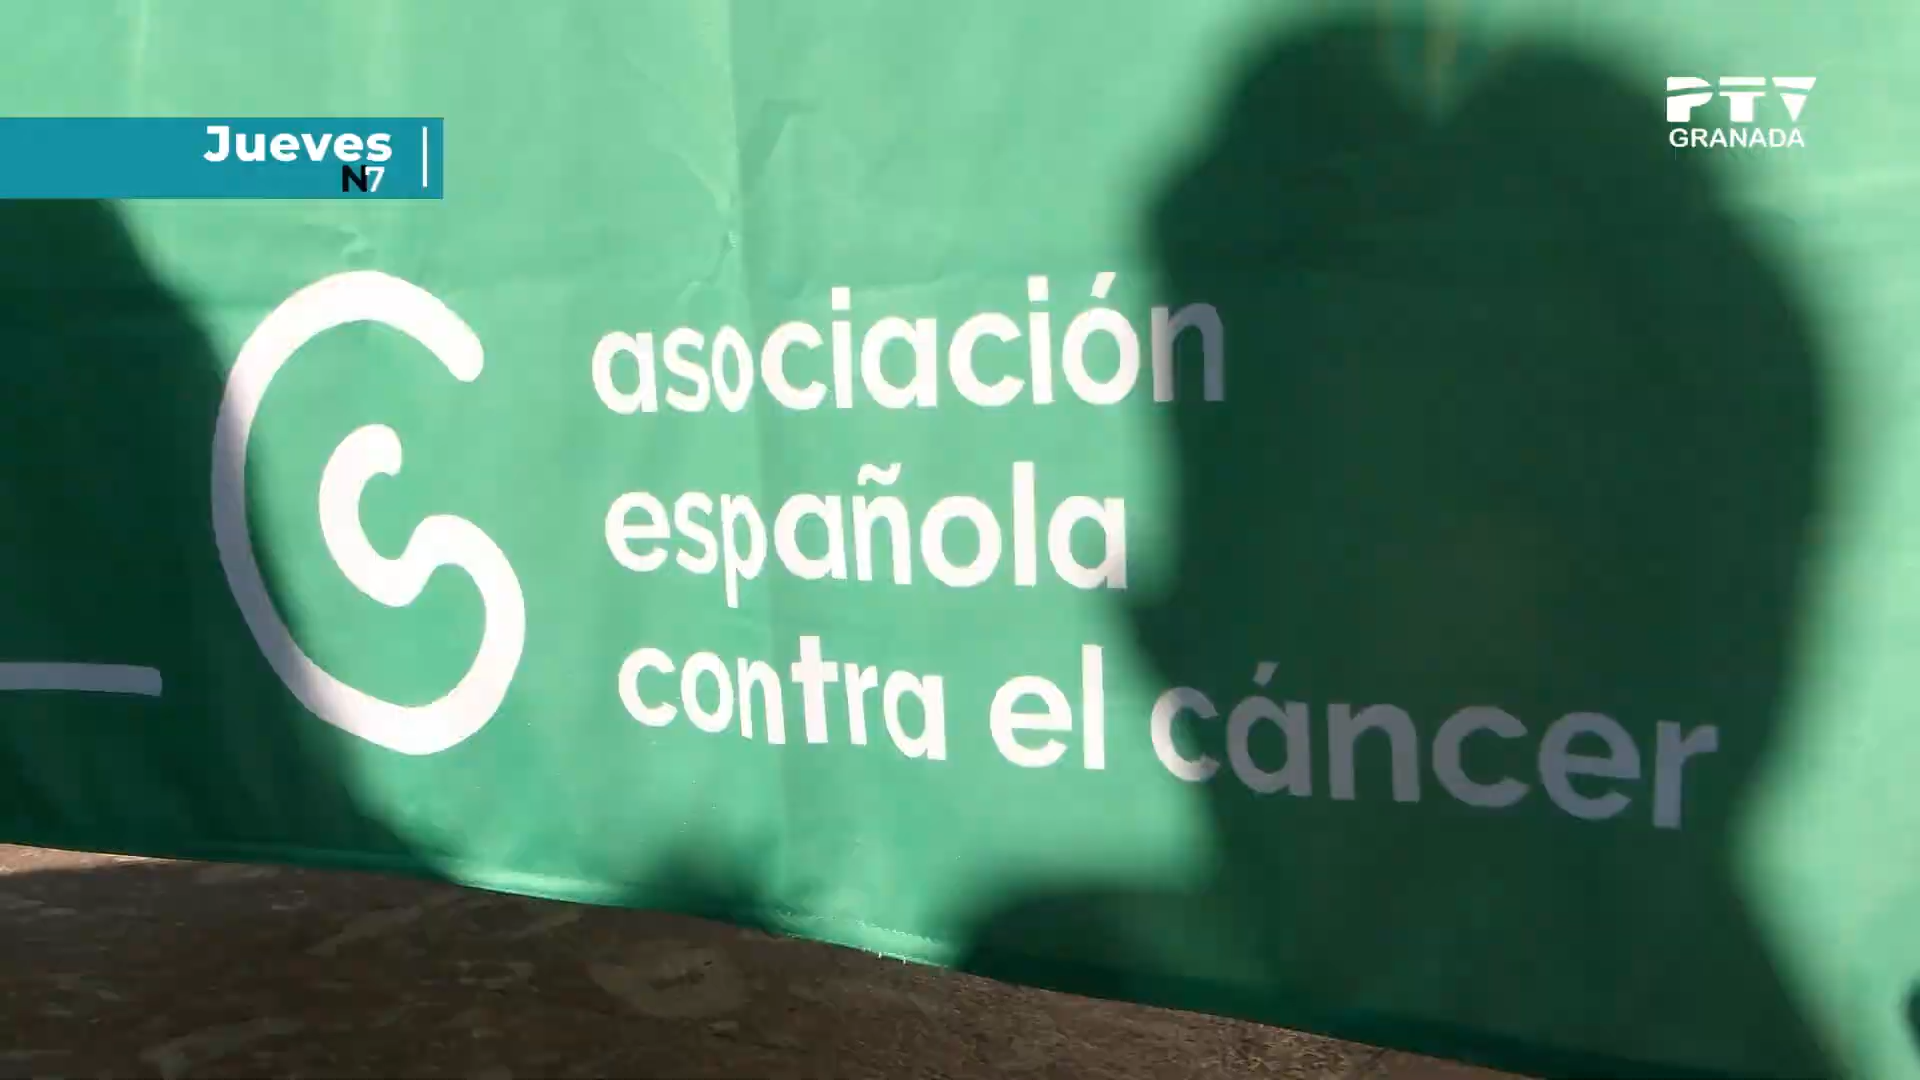 Jueves
N7
PTV
GRANADA
asociación
española
contra el cáncer